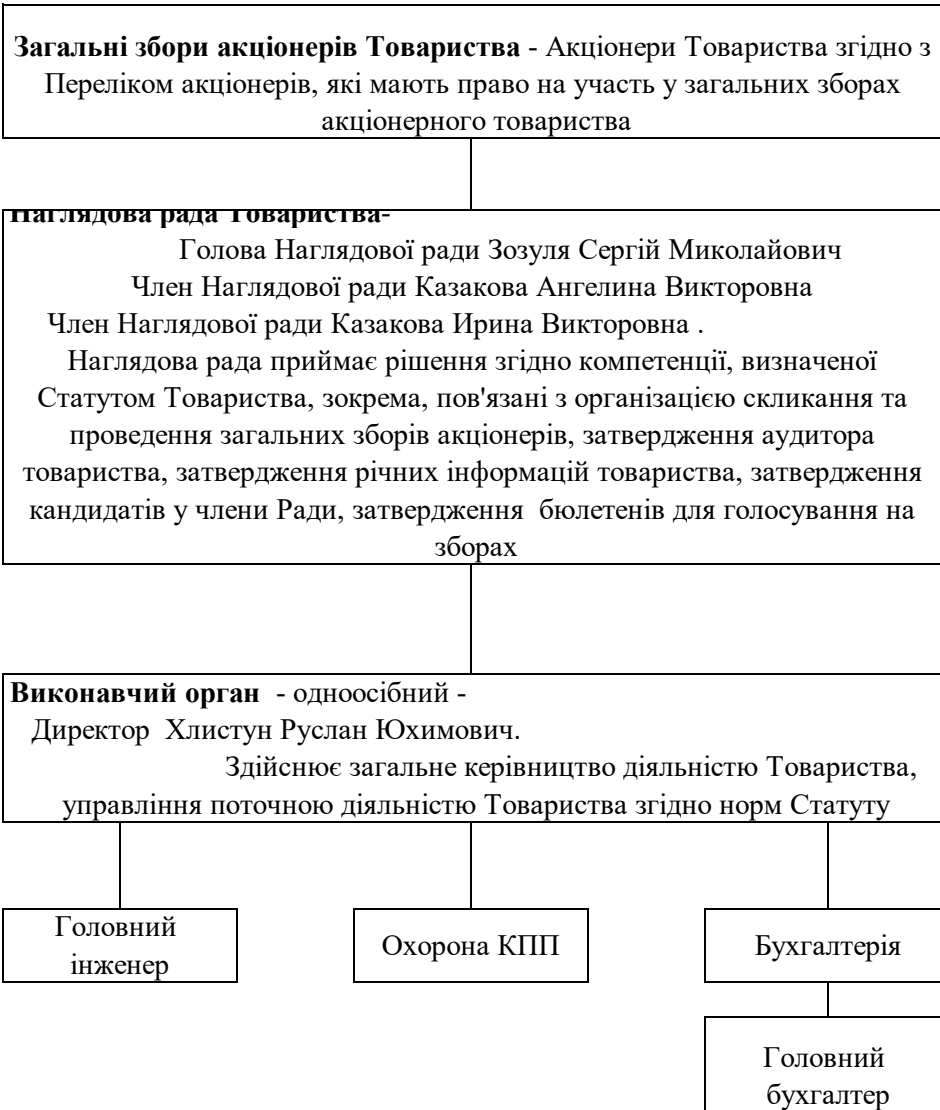 Загальні збори акціонерів Товариства - Акціонери Товариства згідно з
Переліком акціонерів, які мають право на участь у загальних зборах
акціонерного товариства
Наглядова рада Товариства-
Голова Наглядової ради Зозуля Сергій Миколайович
Член Наглядової ради Казакова Ангелина Викторовна
Член Наглядової ради Казакова Ирина Викторовна .
Наглядова рада приймає рішення згідно компетенції, визначеної
Статутом Товариства, зокрема, пов'язані з організацією скликання та
проведення загальних зборів акціонерів, затвердження аудитора
товариства, затвердження річних інформацій товариства, затвердження
кандидатів у члени Ради, затвердження бюлетенів для голосування на
зборах
Виконавчий орган - одноосібний -
Директор Хлистун Руслан Юхимович.
Здійснює загальне керівництво діяльністю Товариства,
управління поточною діяльністю Товариства згідно норм Статуту
Головний
інженер
Охорона КПП
Бухгалтерія
Головний
бухгалтер